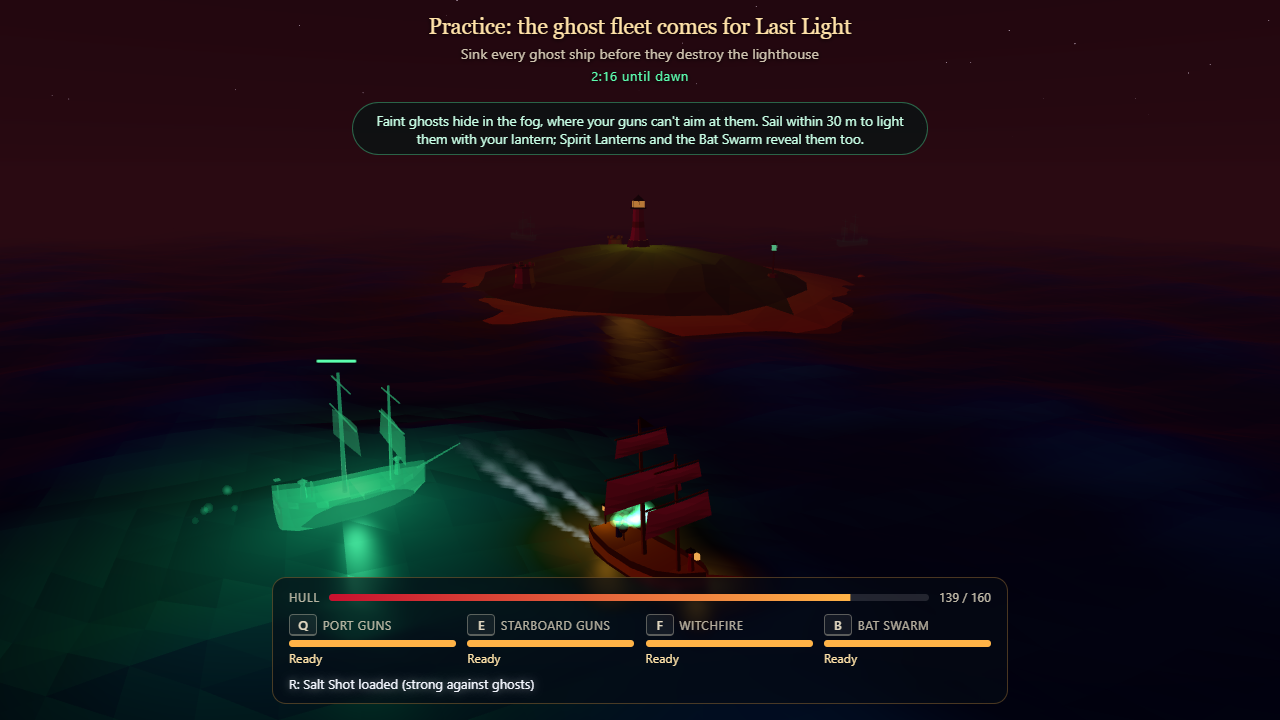 Practice: the ghost fleet comes for Last Light
Sink every ghost ship before they destroy the lighthouse
2:16 until dawn
Faint ghosts hide in the fog, where your guns can't aim at them. Sail within 30 m to light
them with your lantern; Spirit Lanterns and the Bat Swarm reveal them too.
HULL 139 / 160
Q PORT GUNS E STARBOARD GUNS F WITCHFIRE B BAT SWARM
Ready Ready Ready Ready
R: Salt Shot loaded (strong against ghosts)